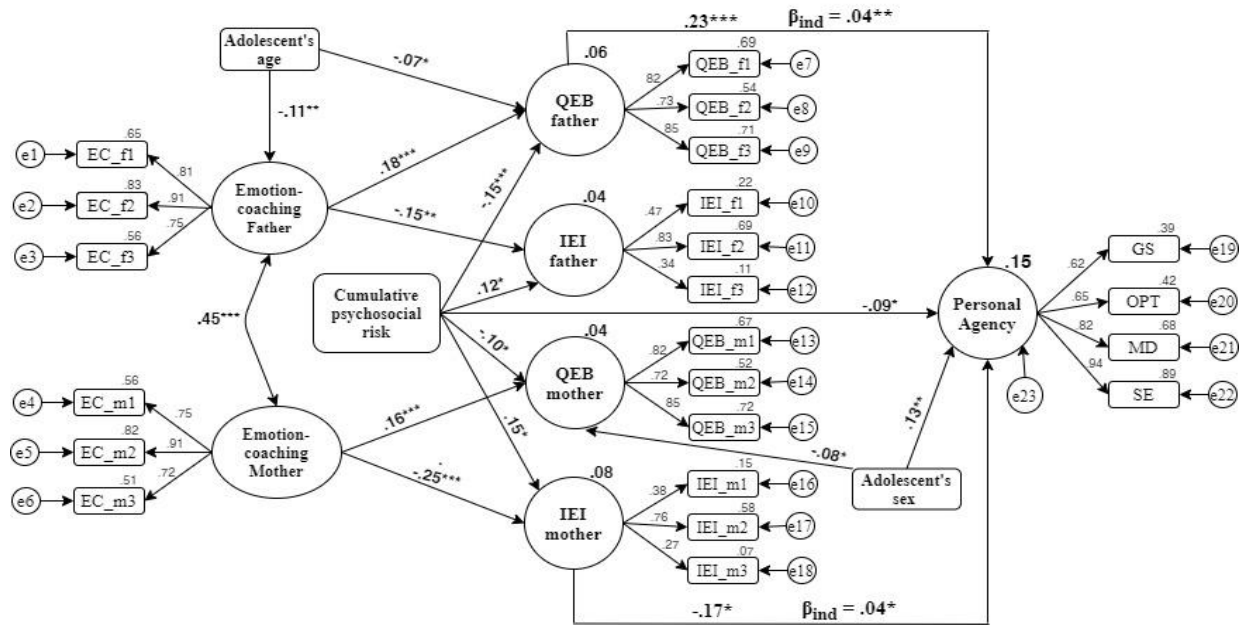 .23***
βind = .04**
Adolescent's
age
-.07*
-.11**
.06
QEB
father
.82
.73
.85
.69
QEB_f1
e7
.54
QEB_f2
e8
.71
QEB_f3
e9
e1
.65
EC_f1
.81
e2
.83
EC_f2
.91
e3
.56
EC_f3
.75
Emotion-
coaching
Father
.18***
-.15**
-.15***
.04
IEI
father
.47
.83
.34
.22
IEI_f1
e10
.69
IEI_f2
e11
.11
IEI_f3
e12
.45***
Cumulative
psychosocial
risk
.12*
-.10*
.15*
-.09*
.15
Personal
Agency
e23
.62
.65
.82
.94
.39
GS
e19
.42
OPT
e20
.68
MD
e21
.89
SE
e22
.04
QEB
mother
.82
.72
.85
.67
QEB_m1
e13
.52
QEB_m2
e14
.72
QEB_m3
e15
e4
.56
EC_m1
.75
e5
.82
EC_m2
.91
e6
.51
EC_m3
.72
Emotion-
coaching
Mother
.16***
-.25***
.13**
-.08*
Adolescent's
sex
.08
IEI
mother
.38
.76
.27
.15
IEI_m1
e16
.58
IEI_m2
e17
.07
IEI_m3
e18
-.17*
βind = .04*